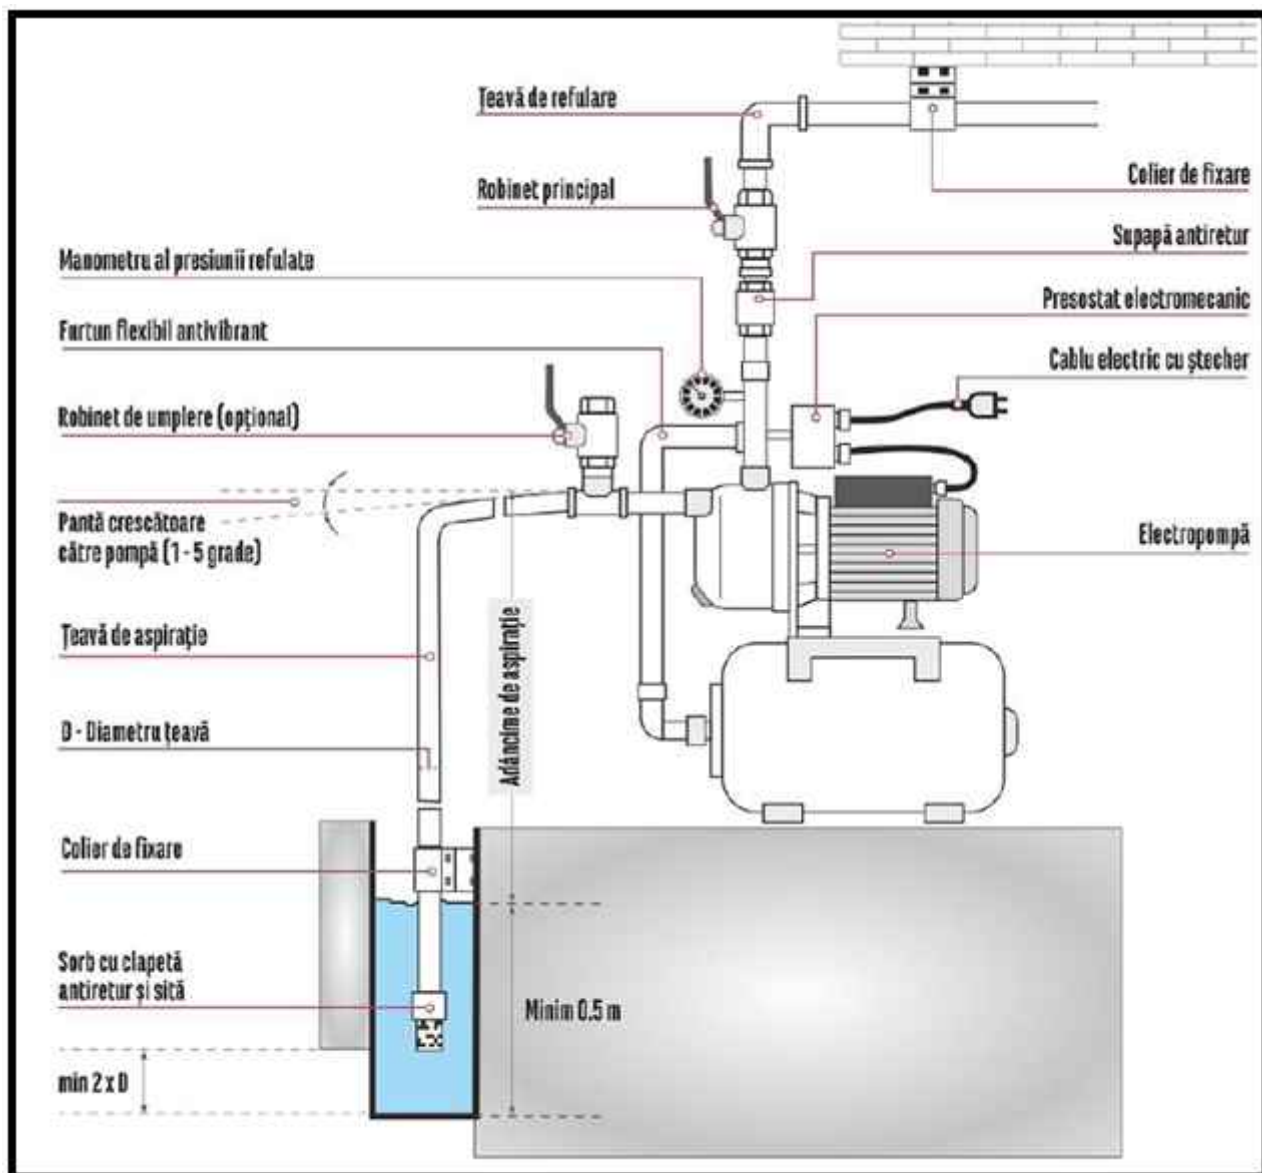 Țeavă de refulare
Colier de fixare
Robinet principal
Supapă antiretur
Manometru al presiunii refulate
Presostat electromecanic
Furtun flexibil antivibrant
Cablu electric cu ștecher
Robinet de umplere (opțional)
Pantă crescătoare
către pompă (1 - 5 grade)
Electropompă
Țeavă de aspirație
Adâncime de aspirație
D - Diametru țeavă
Colier de fixare
Sorb cu clapetă
antiretur și sită
Minim 0.5 m
min 2 x D